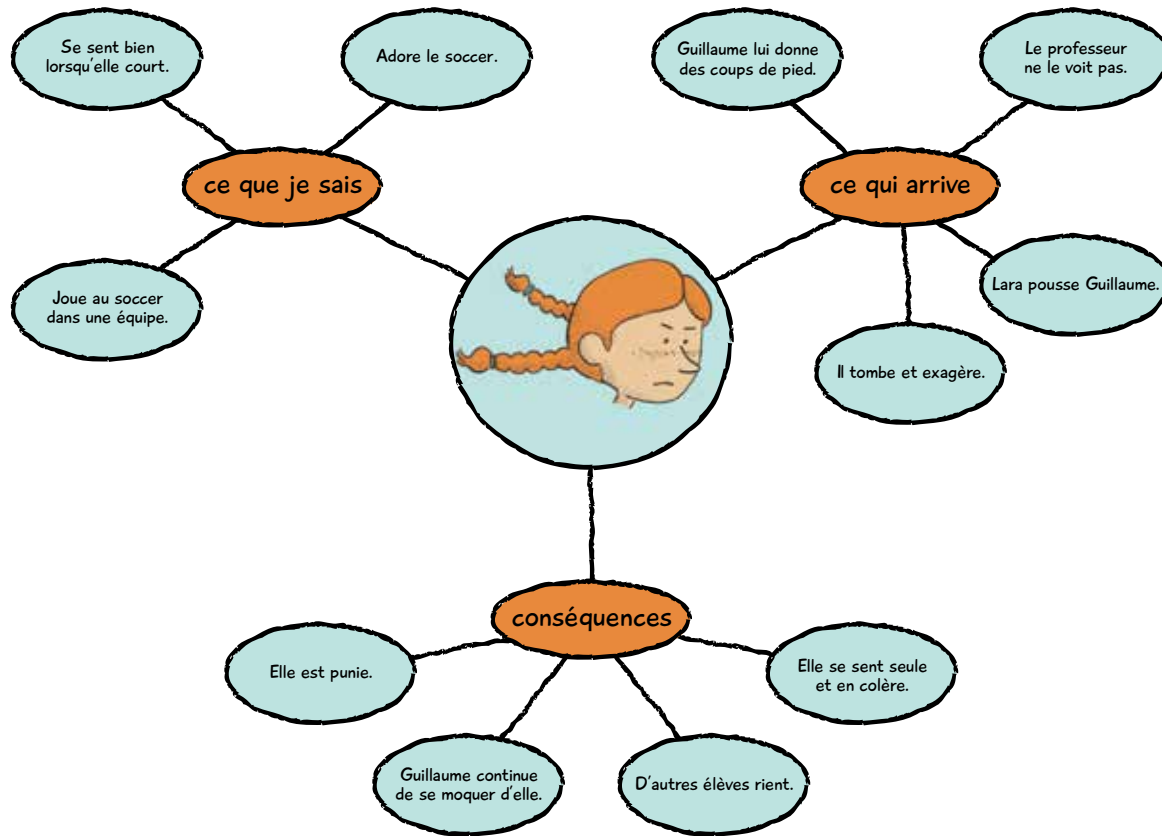 Se sent bien
lorsqu'elle court.
Adore le soccer.
ce que je sais
Joue au soccer
dans une équipe.
Guillaume lui donne
des coups de pied.
Le professeur
ne le voit pas.
ce qui arrive
Lara pousse Guillaume.
Il tombe et exagère.
conséquences
Elle est punie.
Guillaume continue
de se moquer d'elle.
D'autres élèves rient.
Elle se sent seule
et en colère.